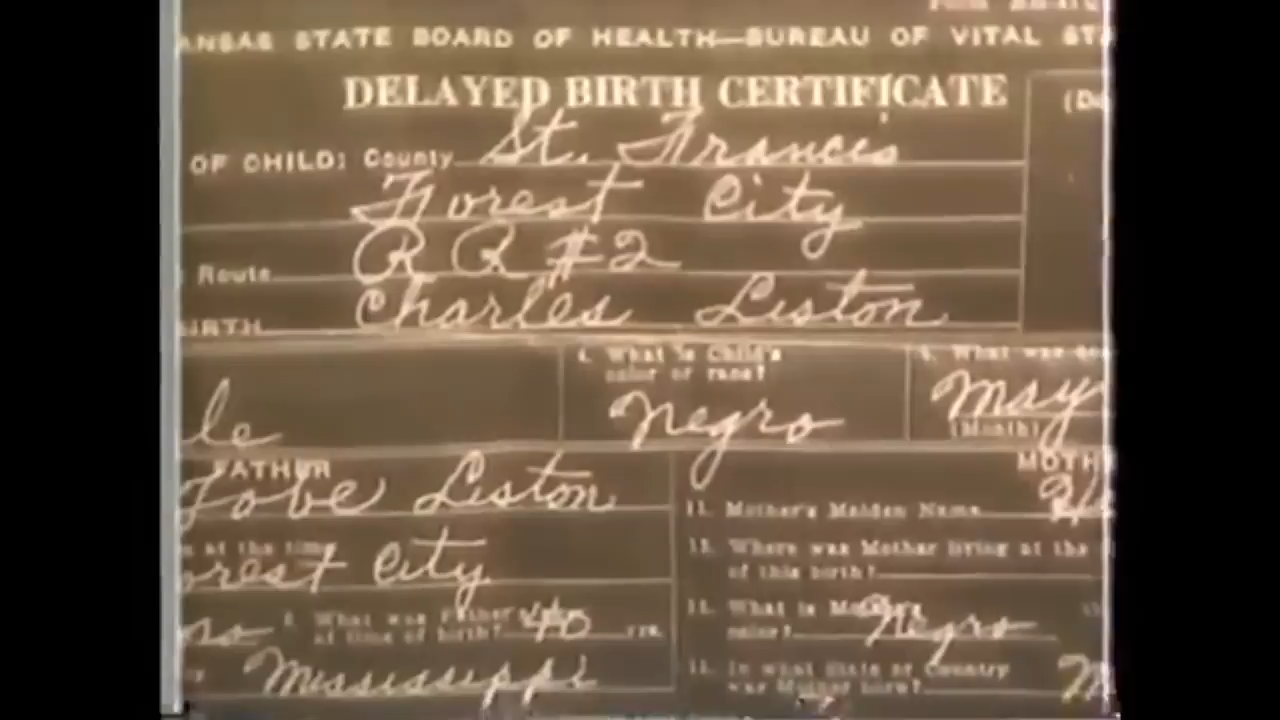 ANSAS STATE BOARD OF HEALTH—BUREAU OF VITAL ST
DELAYED BIRTH CERTIFICATE
OF CHILD: County St. Francis
Forest City
Route R R #2
IRTH Charles Liston
4. What is Child's
color or race?
Negro
What was
May
(Month)
le
FATHER
Tobe Liston
at the time
orest City
What was Father's
at time of birth? 40 yrs.
Mississippi
MOTH
11. Mother's Maiden Name
12. Where was Mother living at the
of this birth?
What is Mother's
color? Negro
In what State or Country
was Mother born? M